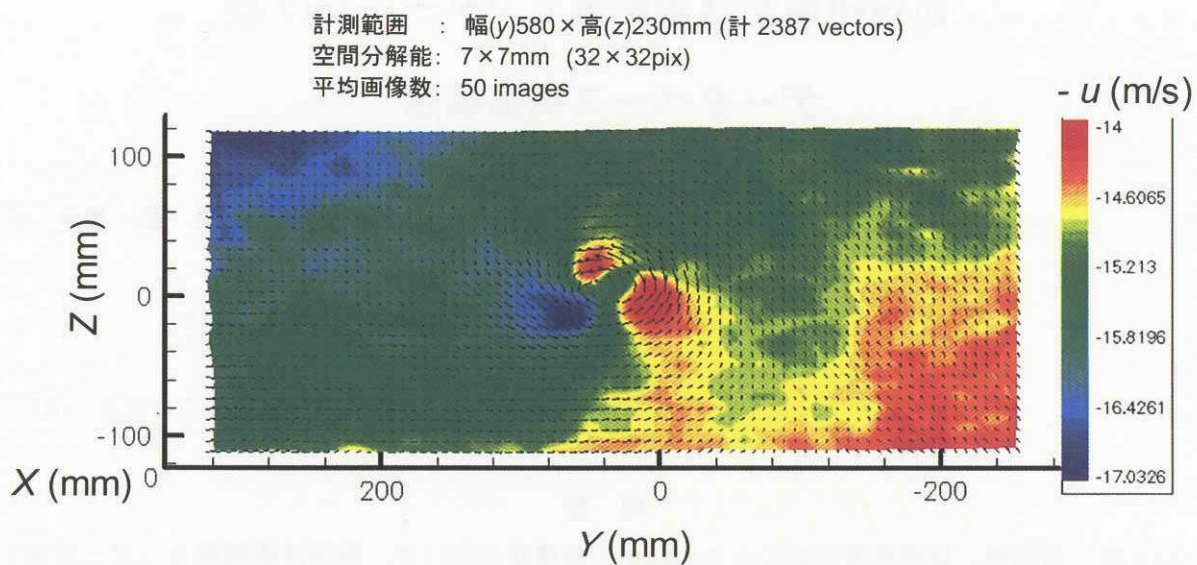 計測範囲 : 幅(y)580×高(z)230mm (計 2387 vectors)
空間分解能: 7×7mm (32×32pix)
平均画像数: 50 images
- u (m/s)
-14
-14.6065
-15.213
-15.8196
-16.4261
-17.0326
Z (mm)
100
0
-100
X (mm)
0
200
0
-200
Y (mm)